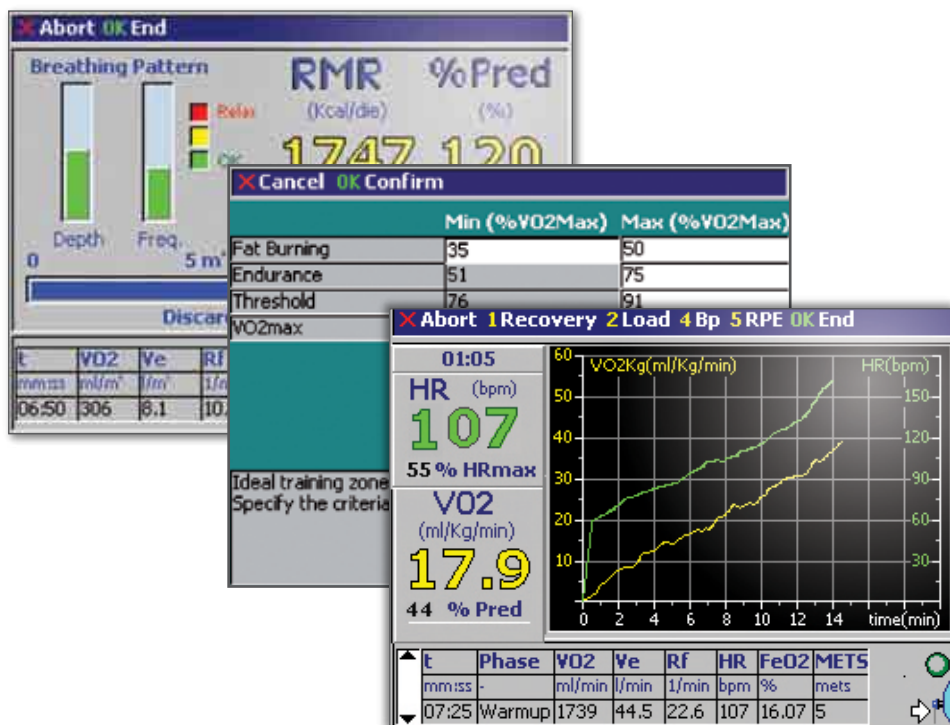 X Abort OK End
Breathing Pattern
RMR %Pred
(Kcal/die) (%)
Relax
OK
1747 120
Depth Freq.
0 5 m'
Discard
t VO2 Ve Rf
mm:ss ml/m' l/m'
06:50 306 8.1 10.
X Cancel OK Confirm
Min (%VO2Max) Max (%VO2Max)
Fat Burning 35 50
Endurance 51 75
Threshold 76 91
VO2max
Ideal training zone
Specify the criteria
X Abort 1 Recovery 2 Load 4 Bp 5 RPE OK End
01:05
HR (bpm)
107
55 % HRmax
VO2
(ml/Kg/min)
17.9
44 % Pred
VO2Kg(ml/Kg/min) HR(bpm)
60
50 150
40 120
30 90
20 60
10 30
0 2 4 6 8 10 12 14 time(min)
t Phase VO2 Ve Rf HR FeO2 METS
mm:ss - ml/min l/min 1/min bpm % mets
07:25 Warmup 1739 44.5 22.6 107 16.07 5